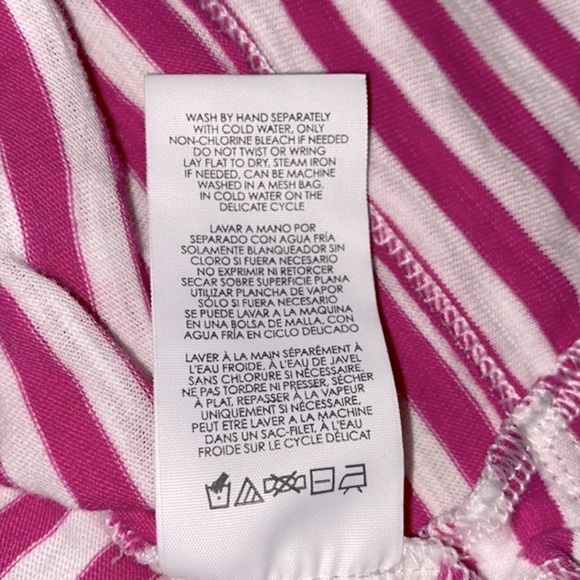 WASH BY HAND SEPARATELY
WITH COLD WATER, ONLY
NON-CHLORINE BLEACH IF NEEDED
DO NOT TWIST OR WRING
LAY FLAT TO DRY, STEAM IRON
IF NEEDED, CAN BE MACHINE
WASHED IN A MESH BAG.
IN COLD WATER ON THE
DELICATE CYCLE
LAVAR A MANO POR
SEPARADO CON AGUA FRÍA
SOLAMENTE BLANQUEADOR SIN
CLORO SI FUERA NECESARIO
NO EXPRIMIR NI RETORCER
SECAR SOBRE SUPERFICIE PLANA
UTILIZAR PLANCHA DE VAPOR
SÓLO SI FUERA NECESARIO
SE PUEDE LAVAR A LA MAQUINA
EN UNA BOLSA DE MALLA, CON
AGUA FRÍA EN CICLO DELICADO
LAVER À LA MAIN SÉPARÉMENT À
L'EAU FROIDE, À L'EAU DE JAVEL
SANS CHLORURE SI NÉCESSAIRE,
NE PAS TORDRE NI PRESSER, SÉCHER
À PLAT, REPASSER À LA VAPEUR
UNIQUEMENT SI NÉCESSAIRE,
PEUT ÊTRE LAVER A LA MACHINE
DANS UN SAC-FILET, À L'EAU
FROIDE SUR LE CYCLE DÉLICAT